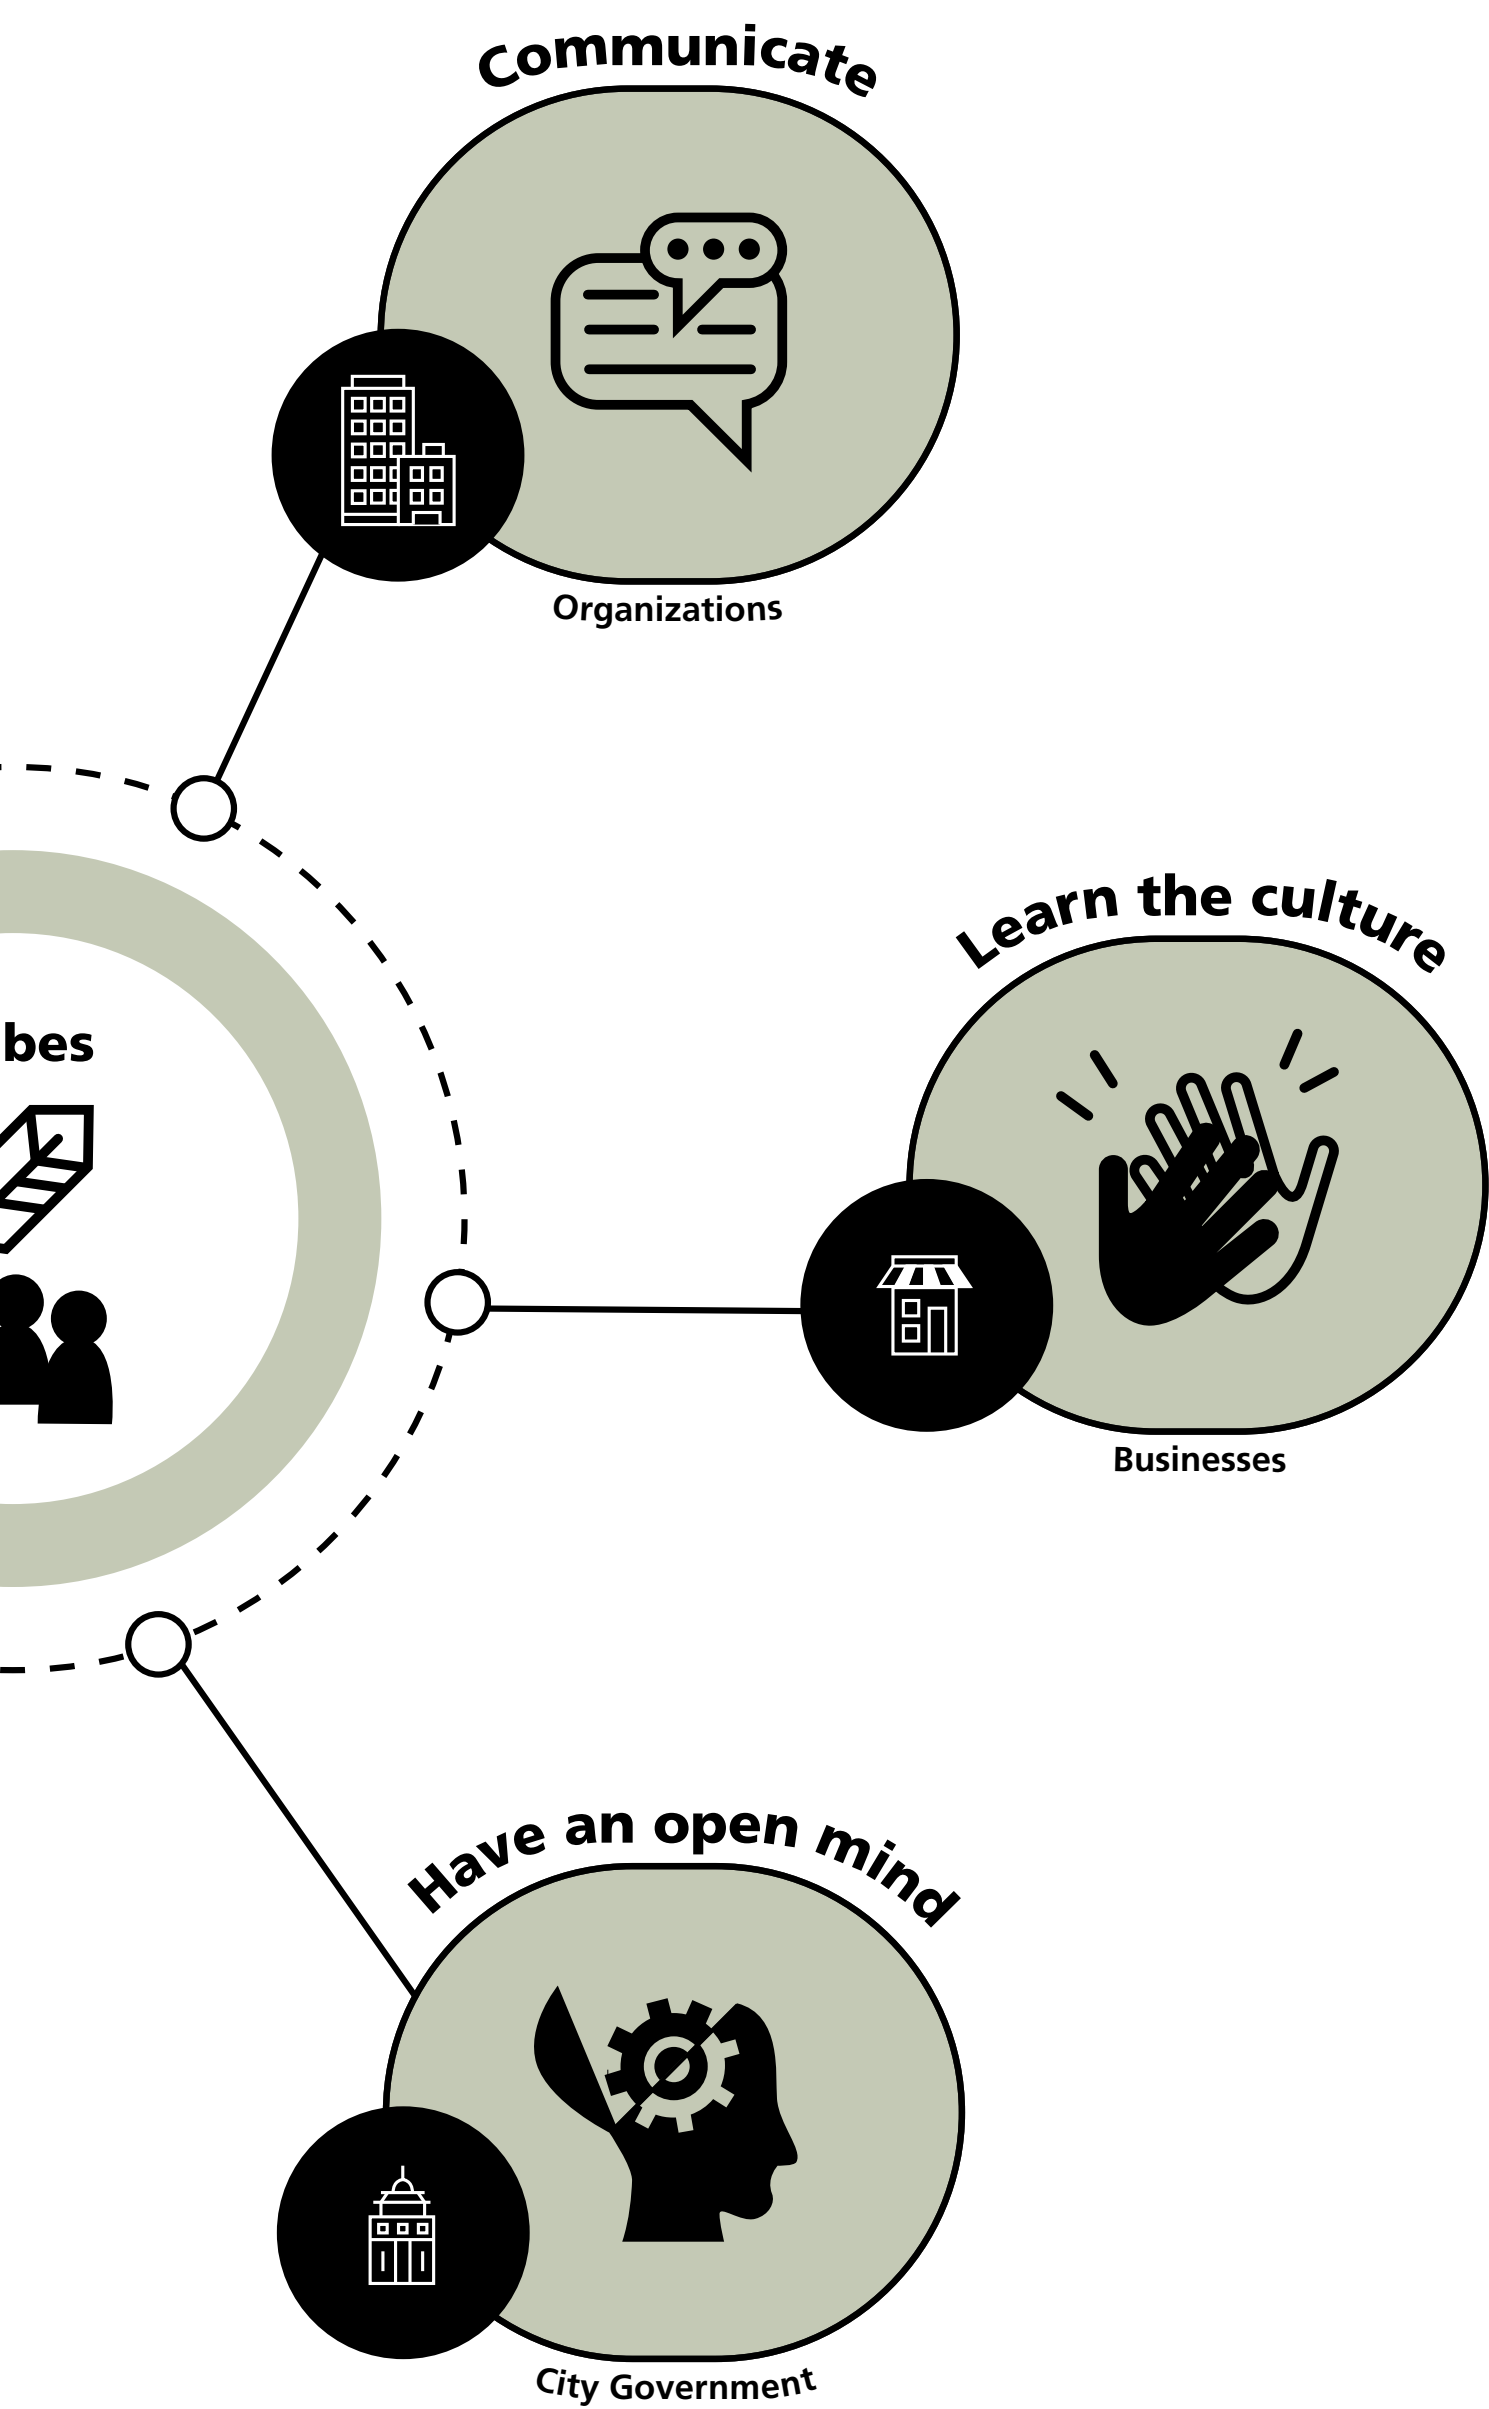 Communicate
Organizations
bes
Learn the culture
Businesses
Have an open mind
City Government